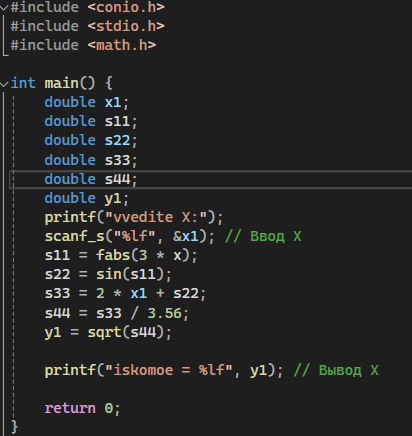 #include <conio.h>
#include <stdio.h>
#include <math.h>
int main() {
double x1;
double s11;
double s22;
double s33;
double s44;
double y1;
printf("vvedite X:");
scanf_s("%lf", &x1); // Ввод X
s11 = fabs(3 * x);
s22 = sin(s11);
s33 = 2 * x1 + s22;
s44 = s33 / 3.56;
y1 = sqrt(s44);
printf("iskomoe = %lf", y1); // Вывод X
return 0;
}